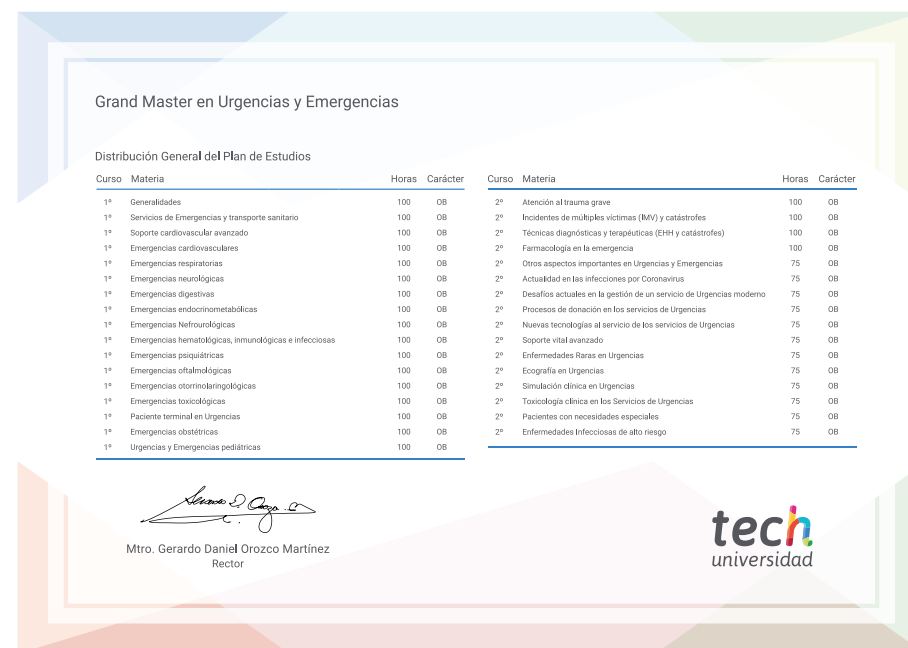 Grand Master en Urgencias y Emergencias
Distribución General del Plan de Estudios
Curso Materia Horas Carácter
1º Generalidades 100 OB
1º Servicios de Emergencias y transporte sanitario 100 OB
1º Soporte cardiovascular avanzado 100 OB
1º Emergencias cardiovasculares 100 OB
1º Emergencias respiratorias 100 OB
1º Emergencias neurológicas 100 OB
1º Emergencias digestivas 100 OB
1º Emergencias endocrinometabólicas 100 OB
1º Emergencias Nefrourológicas 100 OB
1º Emergencias hematológicas, inmunológicas e infecciosas 100 OB
1º Emergencias psiquiátricas 100 OB
1º Emergencias oftalmológicas 100 OB
1º Emergencias otorrinolaringológicas 100 OB
1º Emergencias toxicológicas 100 OB
1º Paciente terminal en Urgencias 100 OB
1º Emergencias obstétricas 100 OB
1º Urgencias y Emergencias pediátricas 100 OB
Curso Materia Horas Carácter
2º Atención al trauma grave 100 OB
2º Incidentes de múltiples víctimas (IMV) y catástrofes 100 OB
2º Técnicas diagnósticas y terapéuticas (EHH y catástrofes) 100 OB
2º Farmacología en la emergencia 100 OB
2º Otros aspectos importantes en Urgencias y Emergencias 75 OB
2º Actualidad en las infecciones por Coronavirus 75 OB
2º Desafíos actuales en la gestión de un servicio de Urgencias moderno 75 OB
2º Procesos de donación en los servicios de Urgencias 75 OB
2º Nuevas tecnologías al servicio de los servicios de Urgencias 75 OB
2º Soporte vital avanzado 75 OB
2º Enfermedades Raras en Urgencias 75 OB
2º Ecografía en Urgencias 75 OB
2º Simulación clínica en Urgencias 75 OB
2º Toxicología clínica en los Servicios de Urgencias 75 OB
2º Pacientes con necesidades especiales 75 OB
2º Enfermedades Infecciosas de alto riesgo 75 OB
Mtro. Gerardo Daniel Orozco Martínez
Rector
tech
universidad